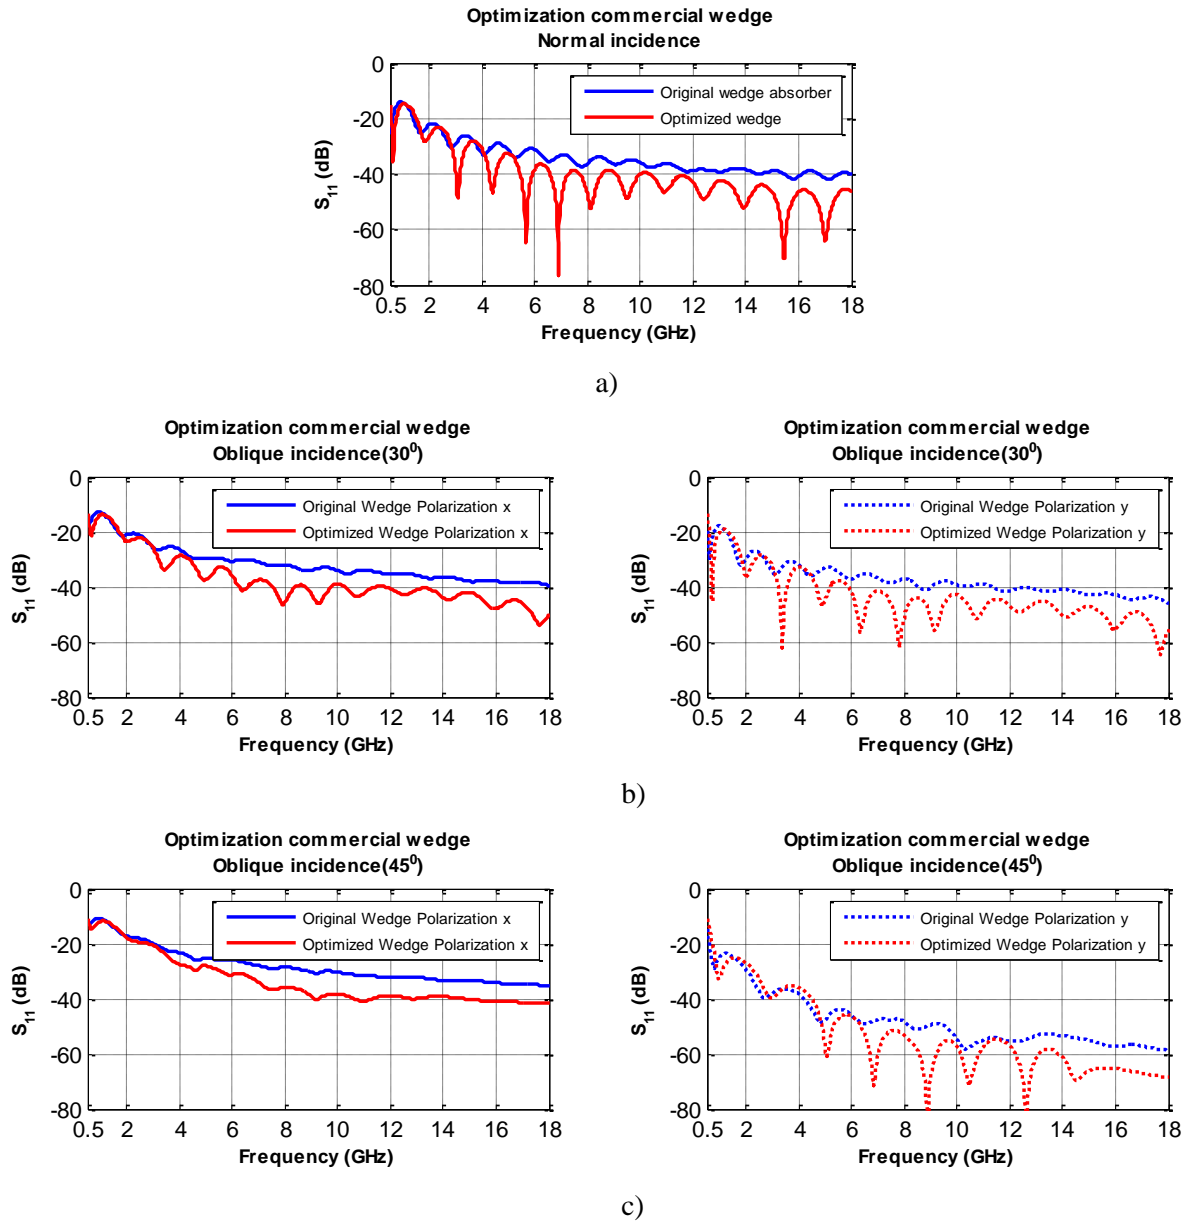 Optimization commercial wedge
Normal incidence
0
-20
-40
-60
-80
S11 (dB)
Original wedge absorber
Optimized wedge
0.5 2 4 6 8 10 12 14 16 18
Frequency (GHz)
a)
Optimization commercial wedge
Oblique incidence(30⁰)
0
-20
-40
-60
-80
S11 (dB)
Original Wedge Polarization x
Optimized Wedge Polarization x
0.5 2 4 6 8 10 12 14 16 18
Frequency (GHz)
Optimization commercial wedge
Oblique incidence(30⁰)
0
-20
-40
-60
-80
S11 (dB)
Original Wedge Polarization y
Optimized Wedge Polarization y
0.5 2 4 6 8 10 12 14 16 18
Frequency (GHz)
b)
Optimization commercial wedge
Oblique incidence(45⁰)
0
-20
-40
-60
-80
S11 (dB)
Original Wedge Polarization x
Optimized Wedge Polarization x
0.5 2 4 6 8 10 12 14 16 18
Frequency (GHz)
Optimization commercial wedge
Oblique incidence(45⁰)
0
-20
-40
-60
-80
S11 (dB)
Original Wedge Polarization y
Optimized Wedge Polarization y
0.5 2 4 6 8 10 12 14 16 18
Frequency (GHz)
c)